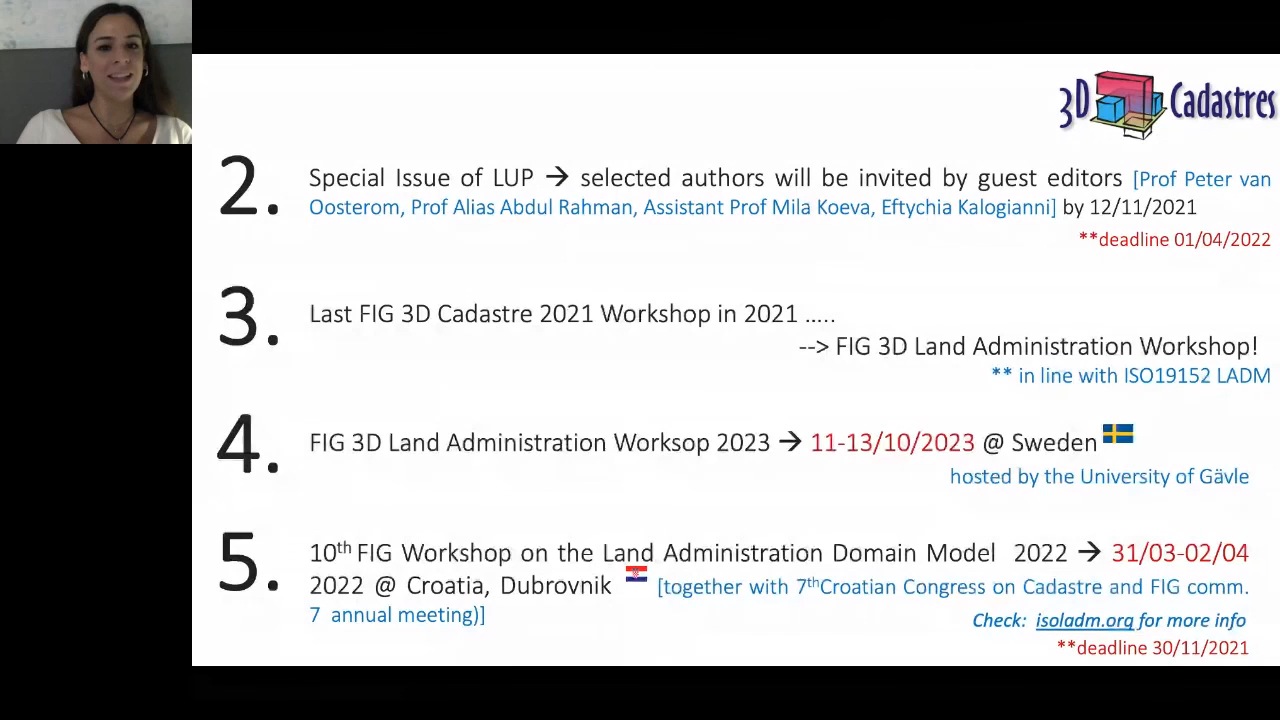 3D Cadastres
2. Special Issue of LUP → selected authors will be invited by guest editors [Prof Peter van
Oosterom, Prof Alias Abdul Rahman, Assistant Prof Mila Koeva, Eftychia Kalogianni] by 12/11/2021
**deadline 01/04/2022
3. Last FIG 3D Cadastre 2021 Workshop in 2021 .....
--> FIG 3D Land Administration Workshop!
** in line with ISO19152 LADM
4. FIG 3D Land Administration Worksop 2023 → 11-13/10/2023 @ Sweden
hosted by the University of Gävle
5. 10th FIG Workshop on the Land Administration Domain Model 2022 → 31/03-02/04
2022 @ Croatia, Dubrovnik [together with 7thCroatian Congress on Cadastre and FIG comm.
7 annual meeting)]
Check: isoladm.org for more info
**deadline 30/11/2021